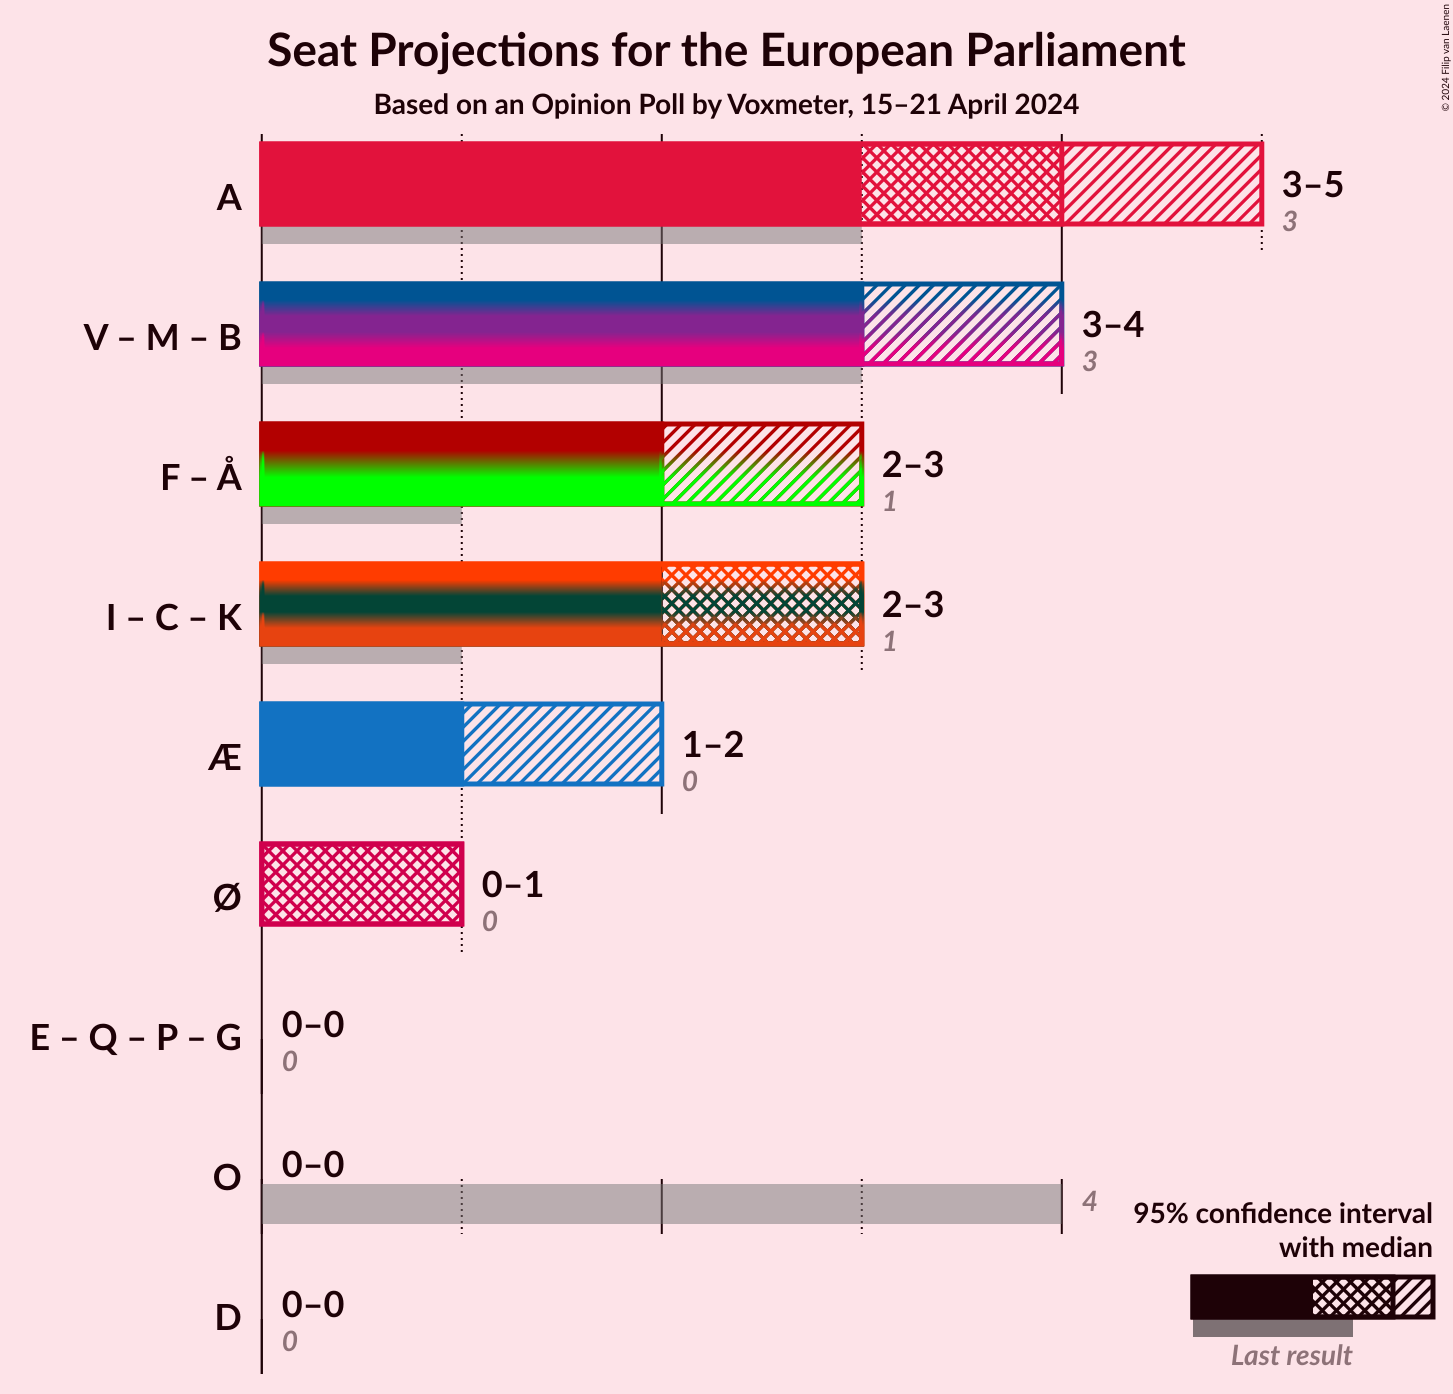 Seat Projections for the European Parliament
Based on an Opinion Poll by Voxmeter, 15–21 April 2024
© 2024 Filip van Laenen
A
3–5
3
V – M – B
3–4
3
F – Å
2–3
1
I – C – K
2–3
1
Æ
1–2
0
Ø
0–1
0
E – Q – P – G
0–0
0
O
0–0
4
D
0–0
0
95% confidence interval
with median
Last result